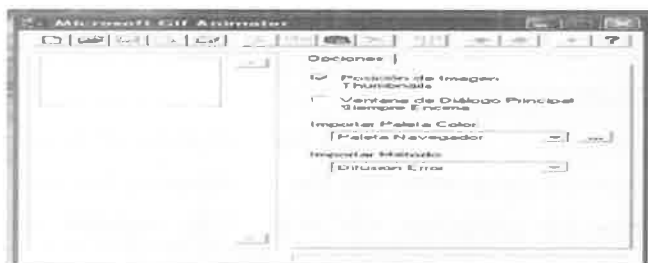 Microsoft Gif Animator
Opciones
Posición de Imagen
Thumbnails
Ventana de Diálogo Principal
Siempre Encima
Importar Paleta Color
Paleta Navegador
...
Importar Método
Difusión Error
?